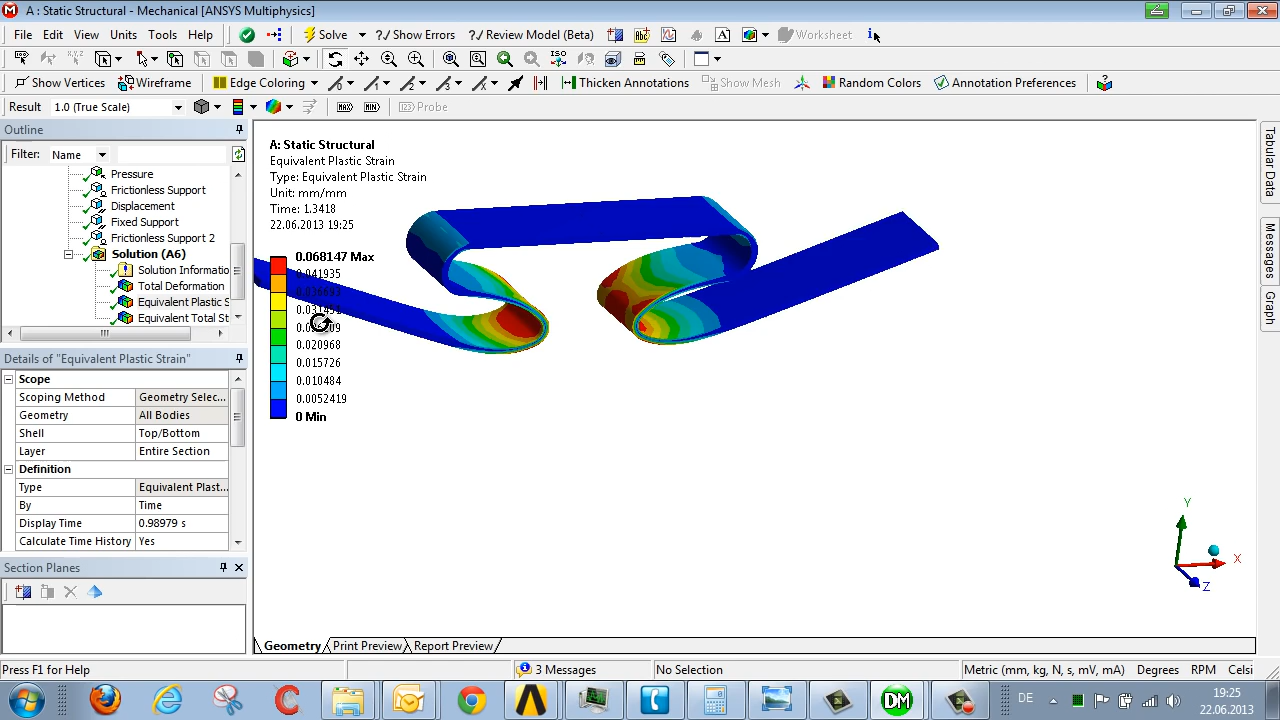 A : Static Structural - Mechanical [ANSYS Multiphysics]
File Edit View Units Tools Help Solve ?/ Show Errors ?/ Review Model (Beta) A Worksheet i
ISO
Show Vertices Wireframe Edge Coloring Thicken Annotations Show Mesh Random Colors Annotation Preferences
Result 1.0 (True Scale) MAX MIN Probe
Outline
Filter: Name
Pressure
Frictionless Support
Displacement
Fixed Support
Frictionless Support 2
Solution (A6)
Solution Informatio
Total Deformation
Equivalent Plastic S
Equivalent Total St
Details of "Equivalent Plastic Strain"
Scope
Scoping Method Geometry Selec...
Geometry All Bodies
Shell Top/Bottom
Layer Entire Section
Definition
Type Equivalent Plast...
By Time
Display Time 0.98979 s
Calculate Time History Yes
Section Planes
A: Static Structural
Equivalent Plastic Strain
Type: Equivalent Plastic Strain
Unit: mm/mm
Time: 1.3418
22.06.2013 19:25
0.068147 Max
0.041935
0.036693
0.031451
0.020968
0.015726
0.010484
0.0052419
0 Min
Y
X
Z
Tabular Data
Messages
Graph
Geometry Print Preview Report Preview
Press F1 for Help 3 Messages No Selection Metric (mm, kg, N, s, mV, mA) Degrees RPM Celsi
DM DE 19:25
22.06.2013